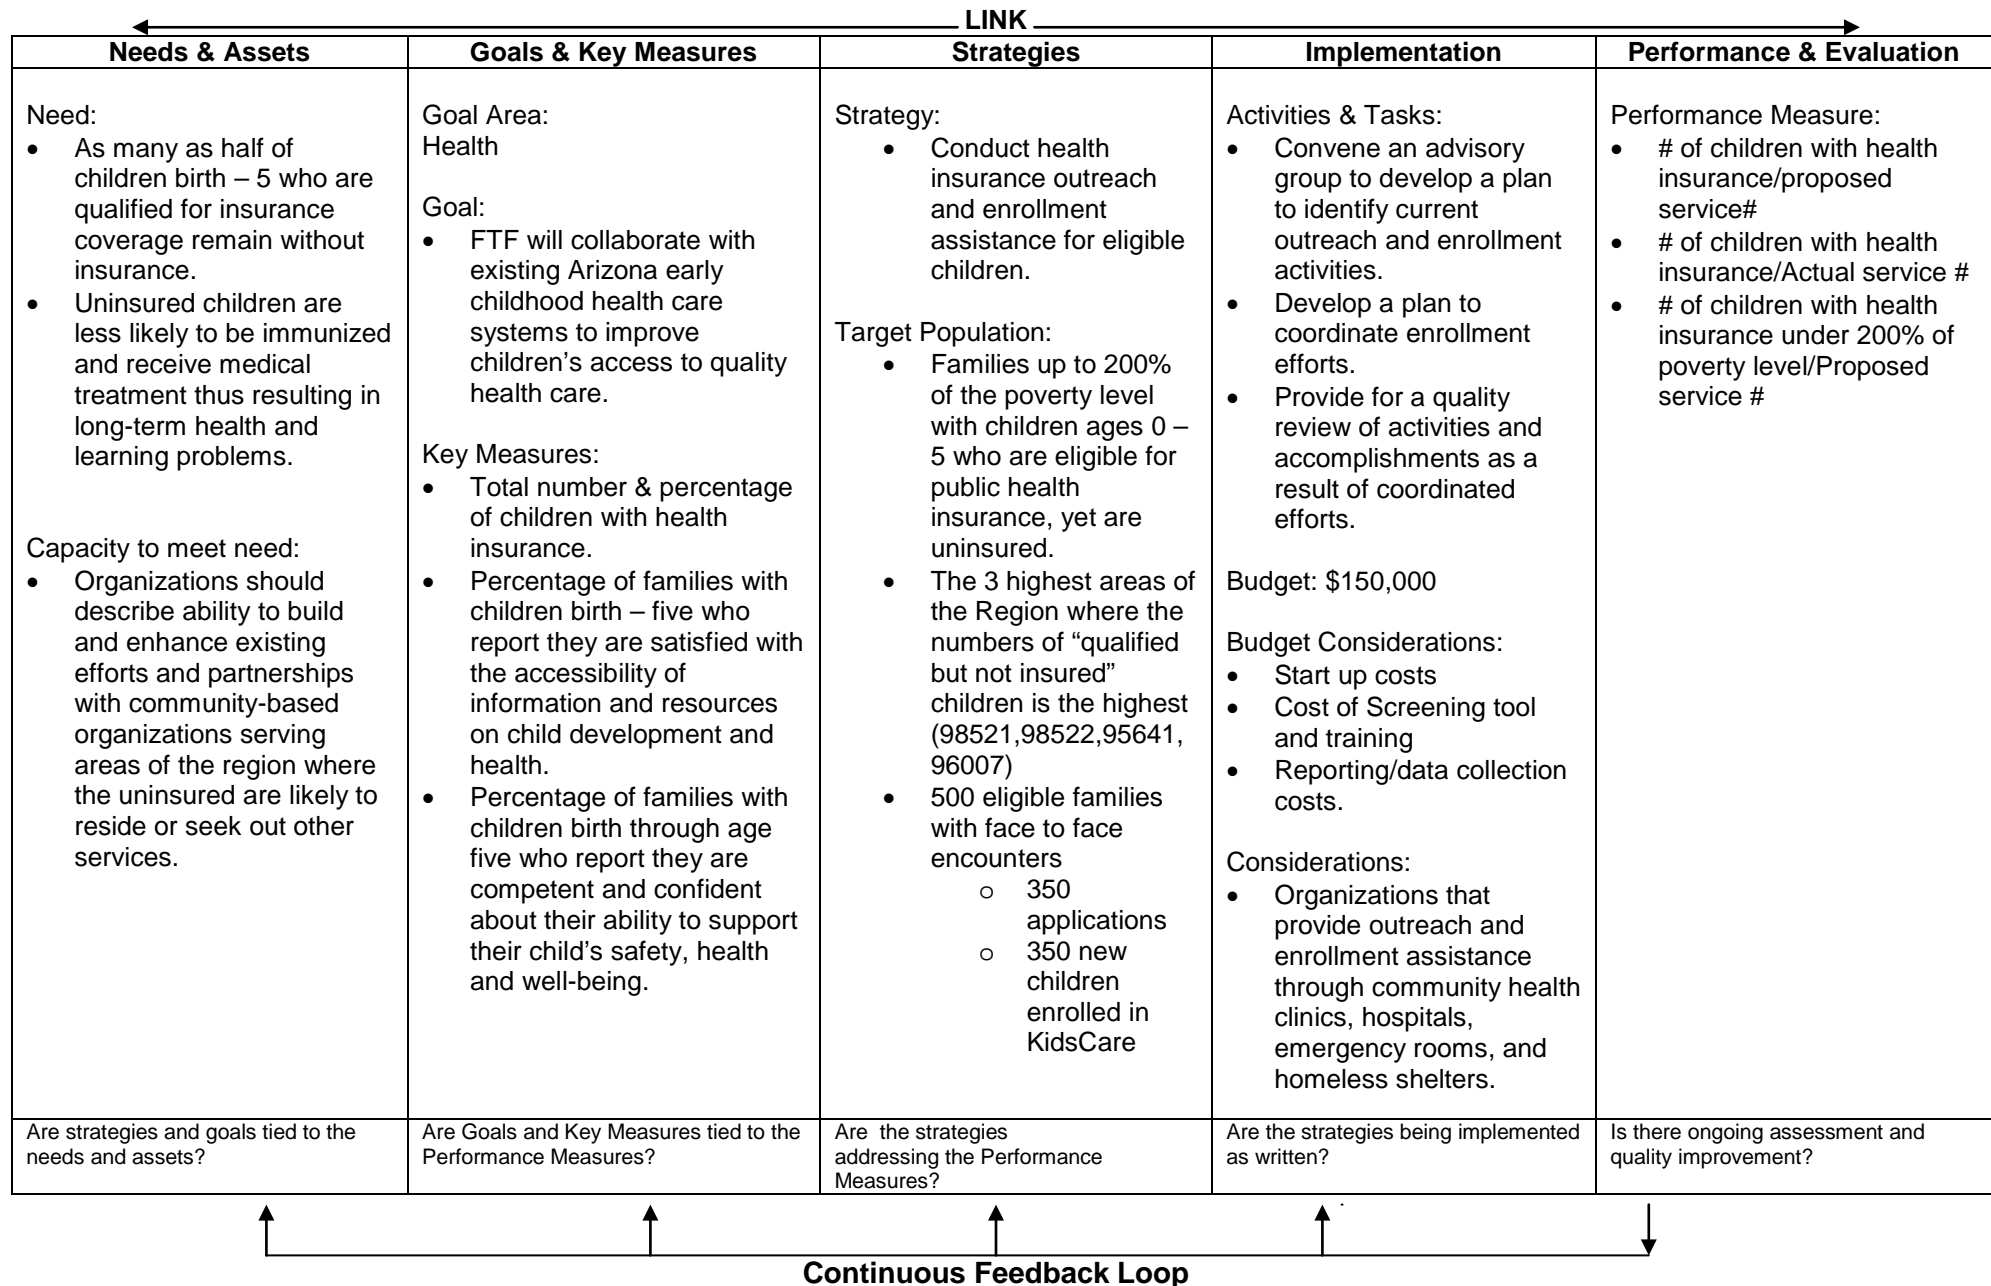 LINK
Needs & Assets
Goals & Key Measures
Strategies
Implementation
Performance & Evaluation
Need:
• As many as half of
children birth – 5 who are
qualified for insurance
coverage remain without
insurance.
• Uninsured children are
less likely to be immunized
and receive medical
treatment thus resulting in
long-term health and
learning problems.
Capacity to meet need:
• Organizations should
describe ability to build
and enhance existing
efforts and partnerships
with community-based
organizations serving
areas of the region where
the uninsured are likely to
reside or seek out other
services.
Goal Area:
Health
Goal:
• FTF will collaborate with
existing Arizona early
childhood health care
systems to improve
children’s access to quality
health care.
Key Measures:
• Total number & percentage
of children with health
insurance.
• Percentage of families with
children birth – five who
report they are satisfied with
the accessibility of
information and resources
on child development and
health.
• Percentage of families with
children birth through age
five who report they are
competent and confident
about their ability to support
their child’s safety, health
and well-being.
Strategy:
• Conduct health
insurance outreach
and enrollment
assistance for eligible
children.
Target Population:
• Families up to 200%
of the poverty level
with children ages 0 –
5 who are eligible for
public health
insurance, yet are
uninsured.
• The 3 highest areas of
the Region where the
numbers of “qualified
but not insured”
children is the highest
(98521,98522,95641,
96007)
• 500 eligible families
with face to face
encounters
o 350
applications
o 350 new
children
enrolled in
KidsCare
Activities & Tasks:
• Convene an advisory
group to develop a plan
to identify current
outreach and enrollment
activities.
• Develop a plan to
coordinate enrollment
efforts.
• Provide for a quality
review of activities and
accomplishments as a
result of coordinated
efforts.
Budget: $150,000
Budget Considerations:
• Start up costs
• Cost of Screening tool
and training
• Reporting/data collection
costs.
Considerations:
• Organizations that
provide outreach and
enrollment assistance
through community health
clinics, hospitals,
emergency rooms, and
homeless shelters.
Performance Measure:
• # of children with health
insurance/proposed
service#
• # of children with health
insurance/Actual service #
• # of children with health
insurance under 200% of
poverty level/Proposed
service #
Are strategies and goals tied to the
needs and assets?
Are Goals and Key Measures tied to the
Performance Measures?
Are the strategies
addressing the Performance
Measures?
Are the strategies being implemented
as written?
Is there ongoing assessment and
quality improvement?
Continuous Feedback Loop